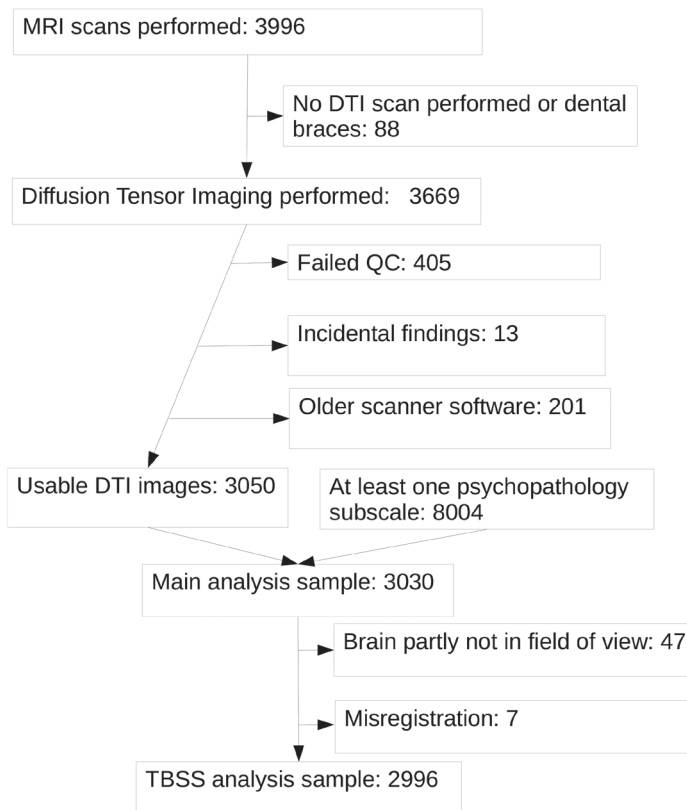 MRI scans performed: 3996
No DTI scan performed or dental
braces: 88
Diffusion Tensor Imaging performed: 3669
Failed QC: 405
Incidental findings: 13
Older scanner software: 201
Usable DTI images: 3050
At least one psychopathology
subscale: 8004
Main analysis sample: 3030
Brain partly not in field of view: 47
Misregistration: 7
TBSS analysis sample: 2996